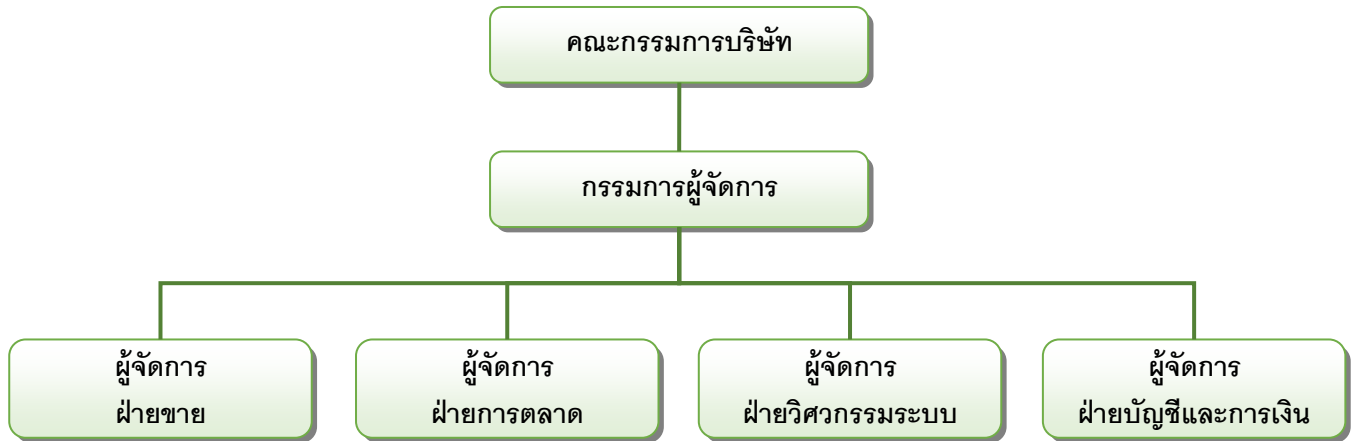 คณะกรรมการบริษัท
กรรมการผู้จัดการ
ผู้จัดการ
ฝ่ายขาย
ผู้จัดการ
ฝ่ายการตลาด
ผู้จัดการ
ฝ่ายวิศวกรรมระบบ
ผู้จัดการ
ฝ่ายบัญชีและการเงิน